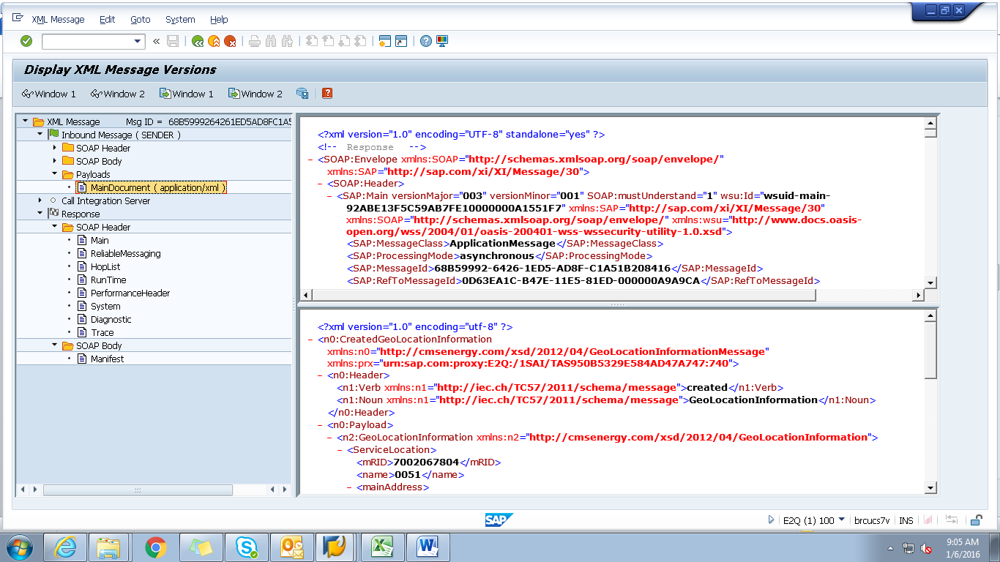 XML Message Edit Goto System Help
Display XML Message Versions
Window 1 Window 2 Window 1 Window 2
XML Message Msg ID = 68B5999264261ED5AD8FC1A5
Inbound Message ( SENDER )
SOAP Header
SOAP Body
Payloads
MainDocument ( application/xml )
Call Integration Server
Response
SOAP Header
Main
ReliableMessaging
HopList
RunTime
PerformanceHeader
System
Diagnostic
Trace
SOAP Body
Manifest
<?xml version="1.0" encoding="UTF-8" standalone="yes" ?>
<!-- Response -->
- <SOAP:Envelope xmlns:SOAP="http://schemas.xmlsoap.org/soap/envelope/"
xmlns:SAP="http://sap.com/xi/XI/Message/30">
- <SOAP:Header>
- <SAP:Main versionMajor="003" versionMinor="001" SOAP:mustUnderstand="1" wsu:Id="wsuid-main-
92ABE13F5C59AB7FE10000000A1551F7" xmlns:SAP="http://sap.com/xi/XI/Message/30"
xmlns:SOAP="http://schemas.xmlsoap.org/soap/envelope/" xmlns:wsu="http://www.docs.oasis-
open.org/wss/2004/01/oasis-200401-wss-wssecurity-utility-1.0.xsd">
<SAP:MessageClass>ApplicationMessage</SAP:MessageClass>
<SAP:ProcessingMode>asynchronous</SAP:ProcessingMode>
<SAP:MessageId>68B59992-6426-1ED5-AD8F-C1A51B208416</SAP:MessageId>
<SAP:RefToMessageId>0D63EA1C-B47E-11E5-81ED-000000A9A9CA</SAP:RefToMessageId>
<?xml version="1.0" encoding="utf-8" ?>
- <n0:CreatedGeoLocationInformation
xmlns:n0="http://cmsenergy.com/xsd/2012/04/GeoLocationInformationMessage"
xmlns:prx="urn:sap.com:proxy:E2Q:/1SAI/TAS950B5329E584AD47A747:740">
- <n0:Header>
<n1:Verb xmlns:n1="http://iec.ch/TC57/2011/schema/message">created</n1:Verb>
<n1:Noun xmlns:n1="http://iec.ch/TC57/2011/schema/message">GeoLocationInformation</n1:Noun>
</n0:Header>
- <n0:Payload>
- <n2:GeoLocationInformation xmlns:n2="http://cmsenergy.com/xsd/2012/04/GeoLocationInformation">
- <ServiceLocation>
<mRID>7002067804</mRID>
<name>0051</name>
- <mainAddress>
SAP
E2Q (1) 100 brcucs7v INS
9:05 AM
1/6/2016